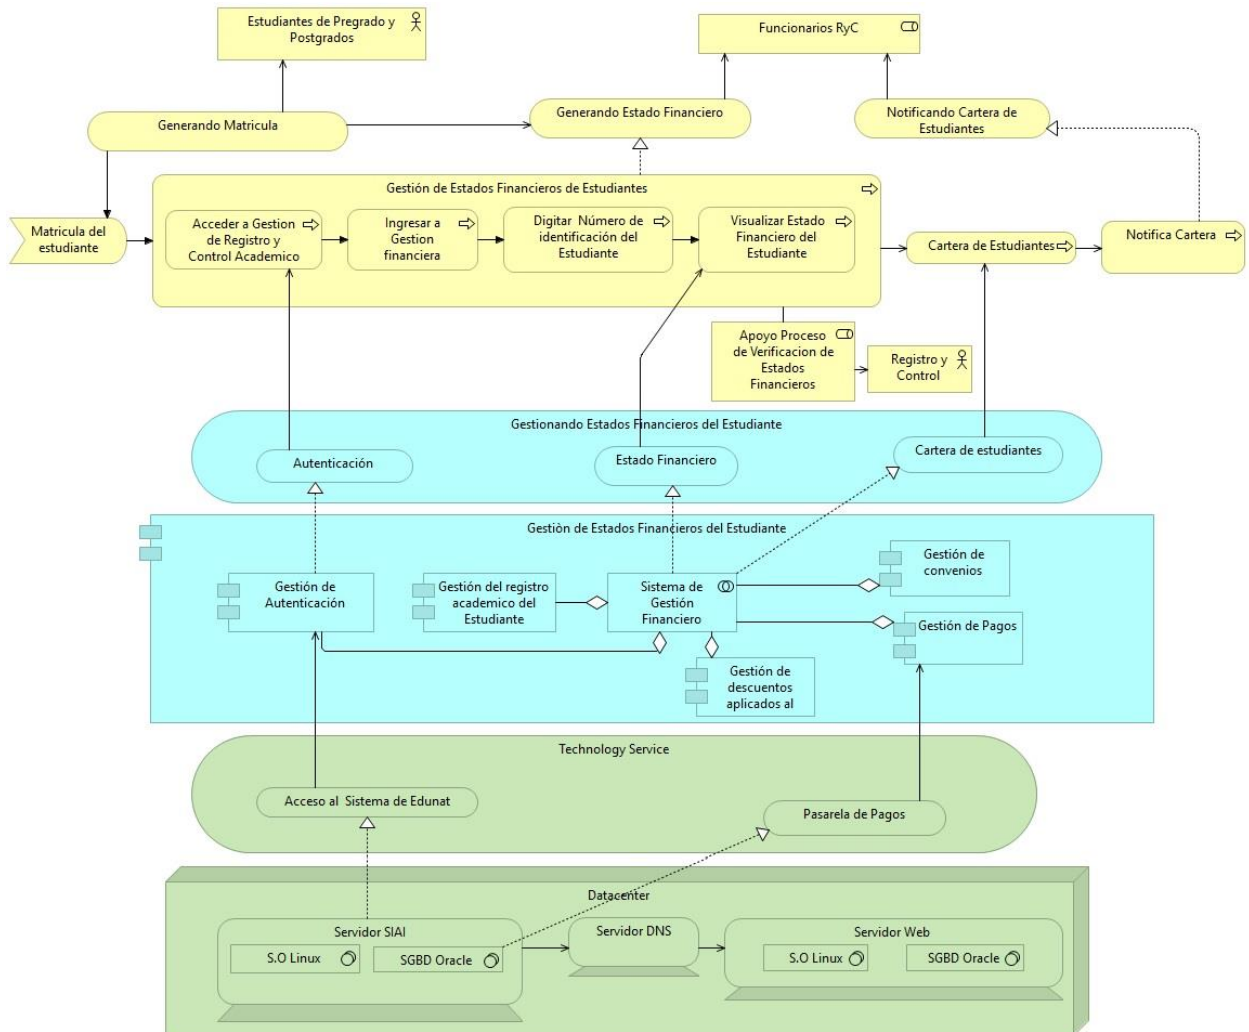 Estudiantes de Pregrado y
Postgrados
Funcionarios RyC
Generando Matricula
Generando Estado Financiero
Notificando Cartera de
Estudiantes
Gestión de Estados Financieros de Estudiantes
Matricula del
estudiante
Acceder a Gestion
de Registro y
Control Academico
Ingresar a
Gestion
financiera
Digitar Número de
identificación del
Estudiante
Visualizar Estado
Financiero del
Estudiante
Cartera de Estudiantes
Notifica Cartera
Apoyo Proceso
de Verificacion de
Estados
Financieros
Registro y
Control
Gestionando Estados Financieros del Estudiante
Autenticación
Estado Financiero
Cartera de estudiantes
Gestiòn de Estados Financieros del Estudiante
Gestión de
Autenticación
Gestión del registro
academico del
Estudiante
Sistema de
Gestión
Financiero
Gestión de
convenios
Gestión de Pagos
Gestión de
descuentos
aplicados al
Technology Service
Acceso al Sistema de Edunat
Pasarela de Pagos
Datacenter
Servidor SIAI
S.O Linux
SGBD Oracle
Servidor DNS
Servidor Web
S.O Linux
SGBD Oracle